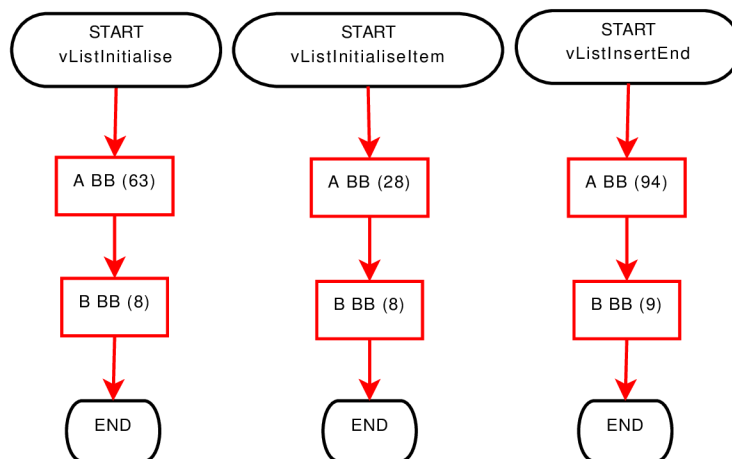 START
vListInitialise
A BB (63)
B BB (8)
END
START
vListInitialiseItem
A BB (28)
B BB (8)
END
START
vListInsertEnd
A BB (94)
B BB (9)
END